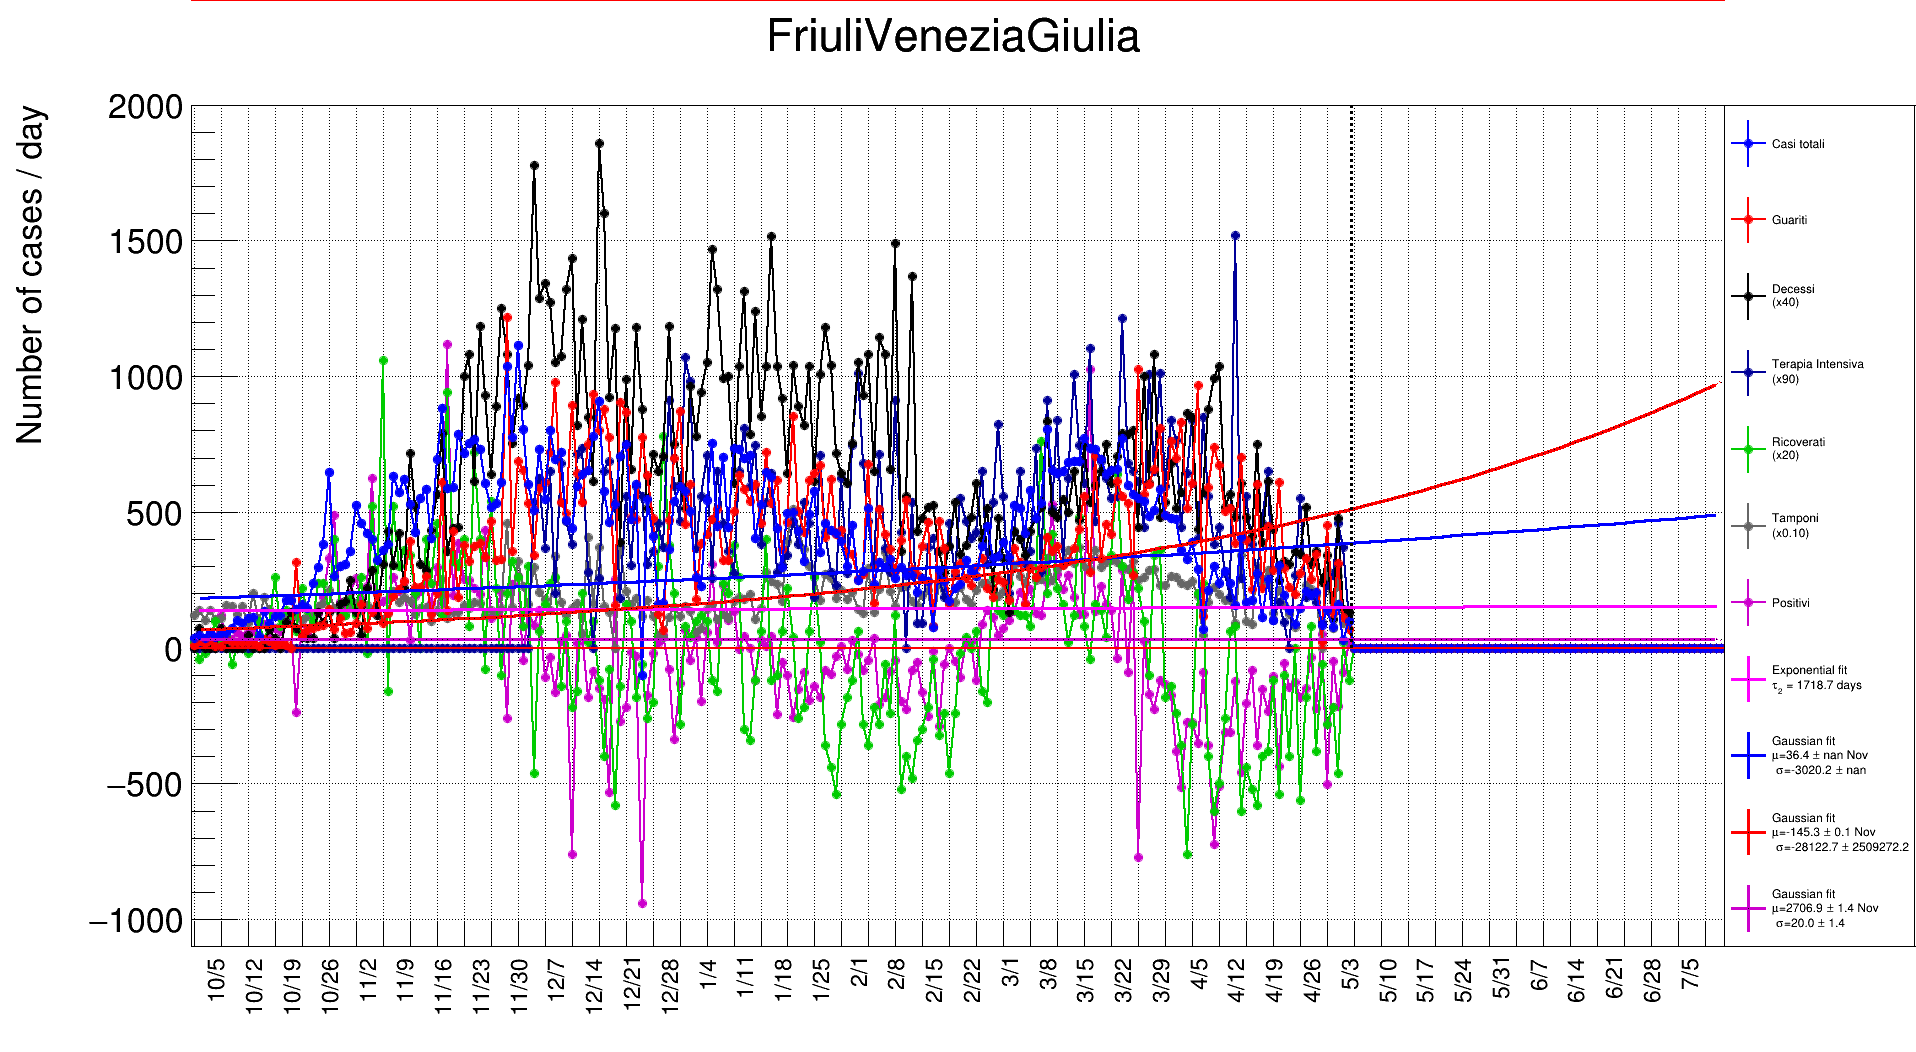 FriuliVeneziaGiulia
Number of cases / day
2000
1500
1000
500
0
−500
−1000
10/5
10/12
10/19
10/26
11/2
11/9
11/16
11/23
11/30
12/7
12/14
12/21
12/28
1/4
1/11
1/18
1/25
2/1
2/8
2/15
2/22
3/1
3/8
3/15
3/22
3/29
4/5
4/12
4/19
4/26
5/3
5/10
5/17
5/24
5/31
6/7
6/14
6/21
6/28
7/5
Casi totali
Guariti
Decessi
(x40)
Terapia Intensiva
(x90)
Ricoverati
(x20)
Tamponi
(x0.10)
Positivi
Exponential fit
τ₂ = 1718.7 days
Gaussian fit
μ=36.4 ± nan Nov
σ=-3020.2 ± nan
Gaussian fit
μ=-145.3 ± 0.1 Nov
σ=-28122.7 ± 2509272.2
Gaussian fit
μ=2706.9 ± 1.4 Nov
σ=20.0 ± 1.4